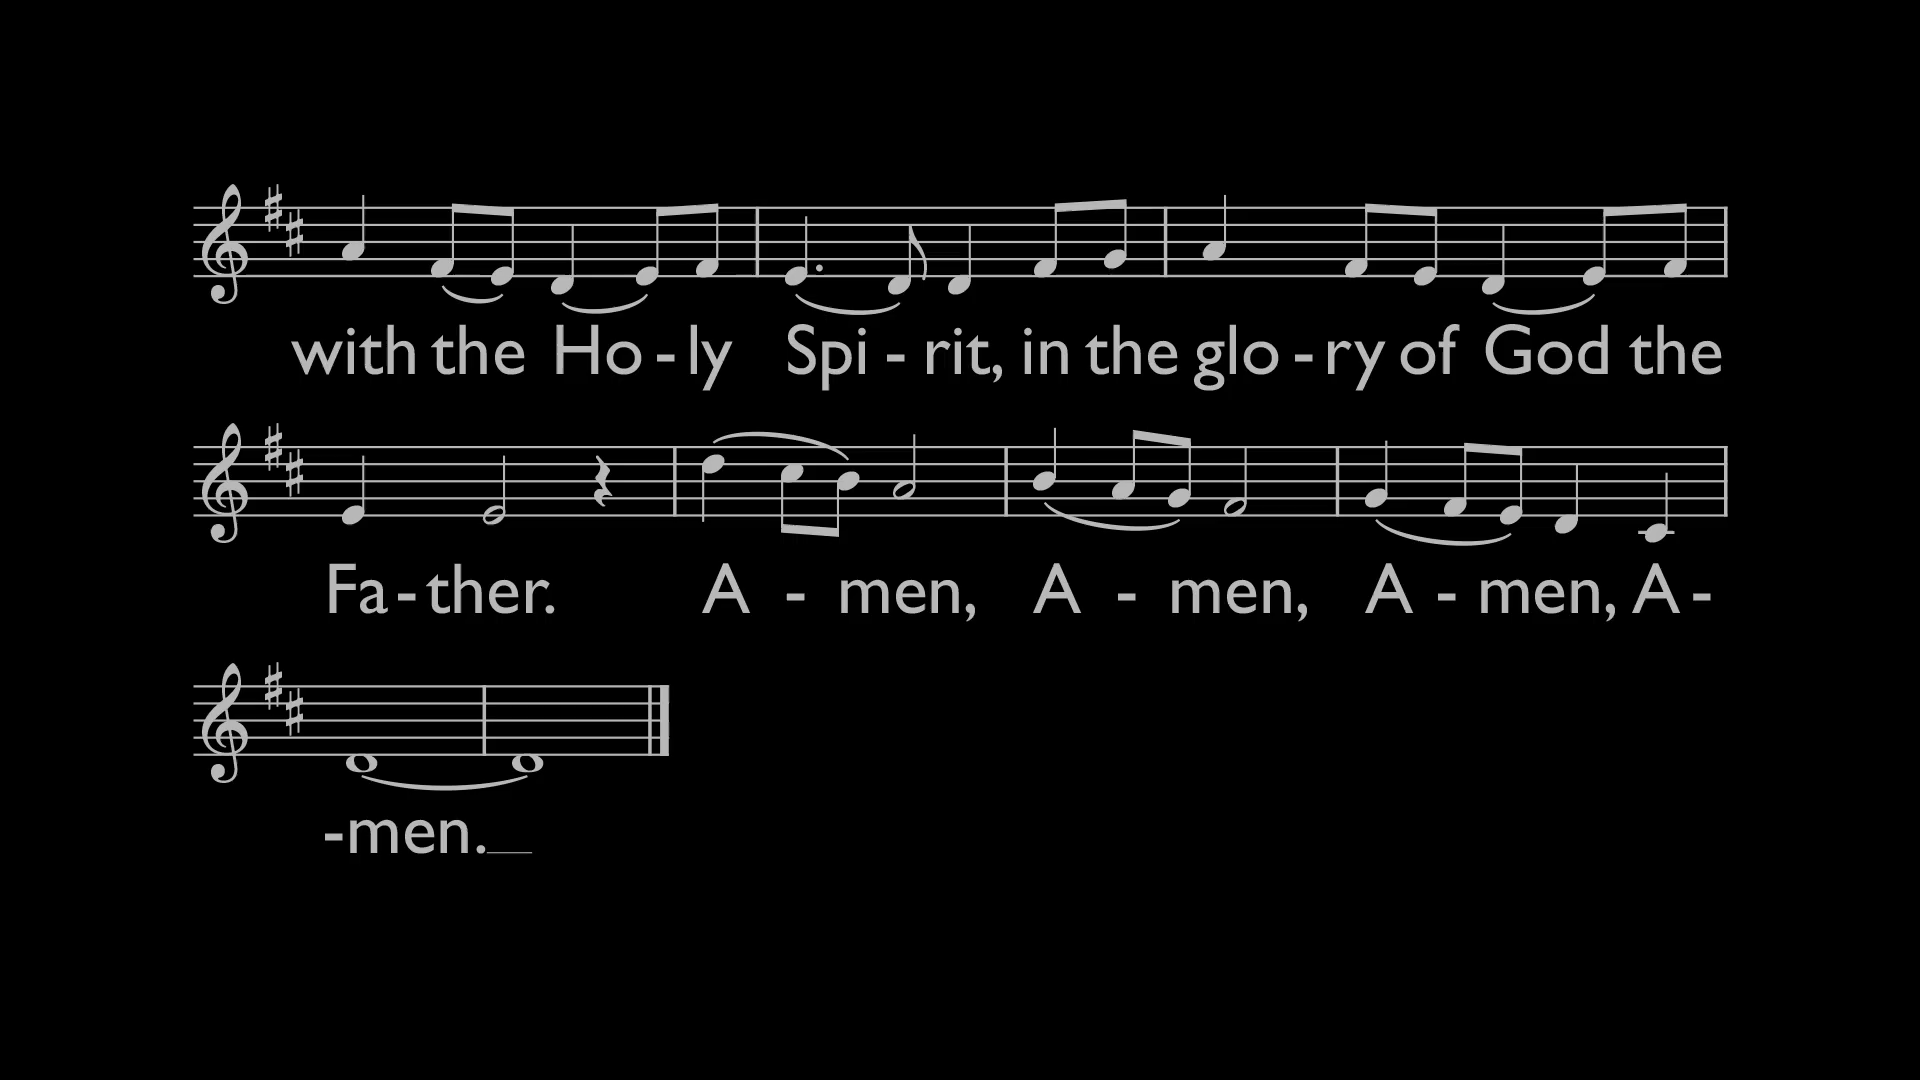 with the Ho - ly Spi - rit, in the glo - ry of God the
Fa - ther. A - men, A - men, A - men, A -
-men.